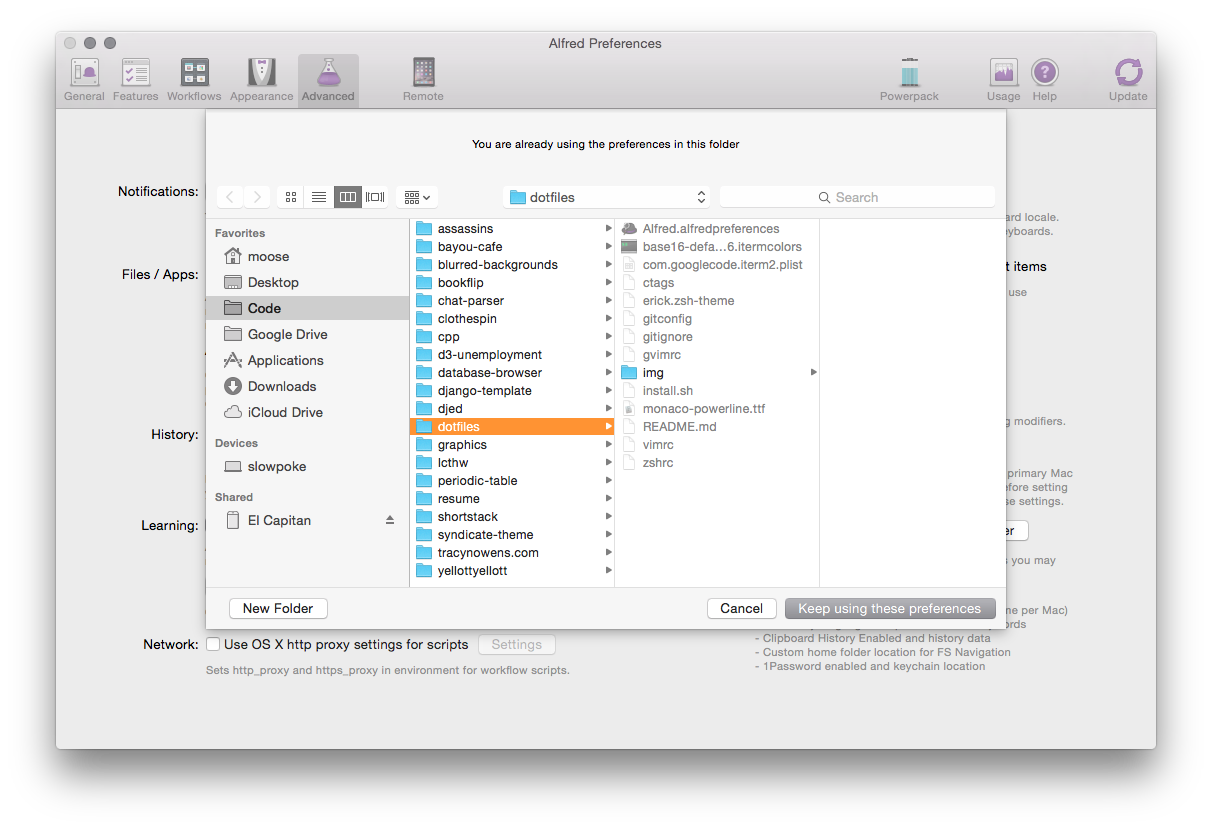 Alfred Preferences
General Features Workflows Appearance Advanced Remote Powerpack Usage Help Update
You are already using the preferences in this folder
dotfiles
Search
Favorites
moose
Desktop
Code
Google Drive
Applications
Downloads
iCloud Drive
Devices
slowpoke
Shared
El Capitan
assassins
bayou-cafe
blurred-backgrounds
bookflip
chat-parser
clothespin
cpp
d3-unemployment
database-browser
django-template
djed
dotfiles
graphics
lcthw
periodic-table
resume
shortstack
syndicate-theme
tracynowens.com
yellottyellott
Alfred.alfredpreferences
base16-defa...6.itermcolors
com.googlecode.iterm2.plist
ctags
erick.zsh-theme
gitconfig
gitignore
gvimrc
img
install.sh
monaco-powerline.ttf
README.md
vimrc
zshrc
New Folder
Cancel
Keep using these preferences
Notifications:
Files / Apps:
History:
Learning:
Network:
Use OS X http proxy settings for scripts
Settings
Sets http_proxy and https_proxy in environment for workflow scripts.
locale.
items
use
modifiers.
primary Mac
setting
settings.
you may
per Mac)
- Clipboard History Enabled and history data
- Custom home folder location for FS Navigation
- 1Password enabled and keychain location